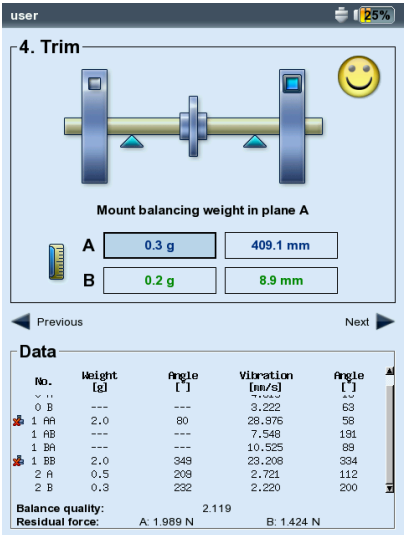 user 25%
4. Trim
Mount balancing weight in plane A
A 0.3 g 409.1 mm
B 0.2 g 8.9 mm
Previous Next
Data
No. Weight Angle Vibration Angle
[g] [°] [mm/s] [°]
0 B --- --- 3.222 63
1 AA 2.0 80 28.976 58
1 AB --- --- 7.548 191
1 BA --- --- 10.525 89
1 BB 2.0 349 23.208 334
2 A 0.5 209 2.721 112
2 B 0.3 232 2.220 200
Balance quality: 2.119
Residual force: A: 1.989 N B: 1.424 N